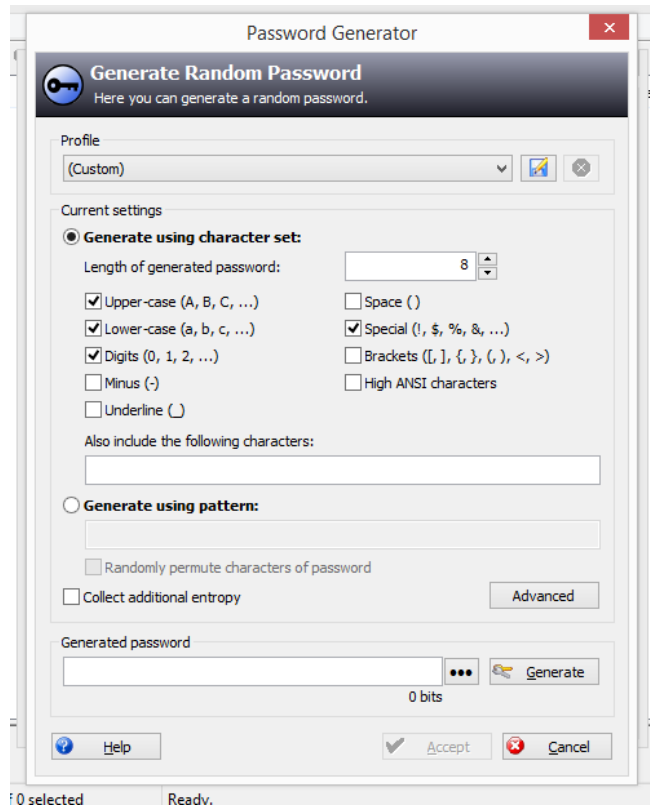 Password Generator
Generate Random Password
Here you can generate a random password.
Profile
(Custom)
Current settings
Generate using character set:
Length of generated password: 8
Upper-case (A, B, C, ...) Space ( )
Lower-case (a, b, c, ...) Special (!, $, %, &, ...)
Digits (0, 1, 2, ...) Brackets ([, ], {, }, (, ), <, >)
Minus (-) High ANSI characters
Underline (_)
Also include the following characters:
Generate using pattern:
Randomly permute characters of password
Collect additional entropy Advanced
Generated password
Generate
0 bits
Help Accept Cancel
f 0 selected Ready.